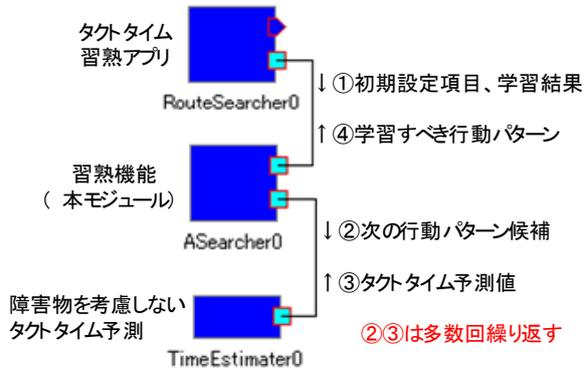 タクトタイム
習熟アプリ
RouteSearcher0
↓①初期設定項目、学習結果
↑④学習すべき行動パターン
習熟機能
( 本モジュール)
ASearcher0
↓②次の行動パターン候補
↑③タクトタイム予測値
障害物を考慮しない
タクトタイム予測
TimeEstimater0
②③は多数回繰り返す